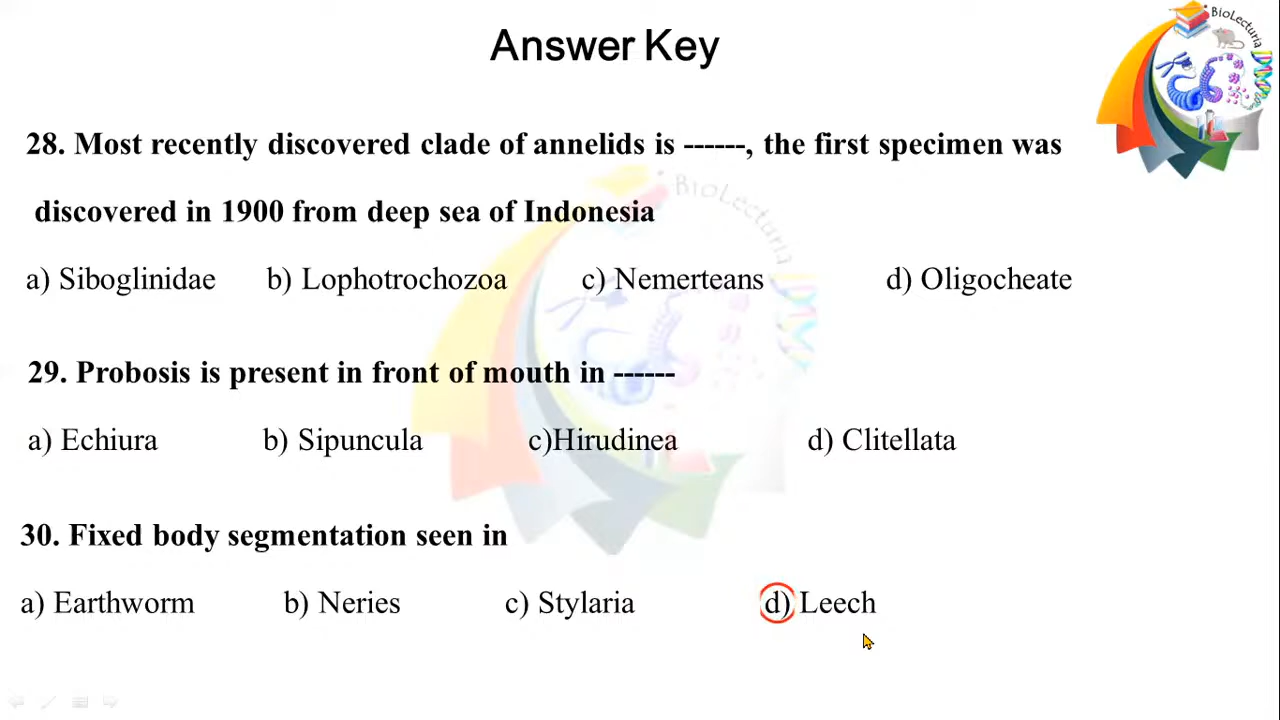 Answer Key
BioLecturia
28. Most recently discovered clade of annelids is ------, the first specimen was
discovered in 1900 from deep sea of Indonesia
a) Siboglinidae b) Lophotrochozoa c) Nemerteans d) Oligocheate
29. Probosis is present in front of mouth in ------
a) Echiura b) Sipuncula c)Hirudinea d) Clitellata
30. Fixed body segmentation seen in
a) Earthworm b) Neries c) Stylaria d) Leech
BioLecturia